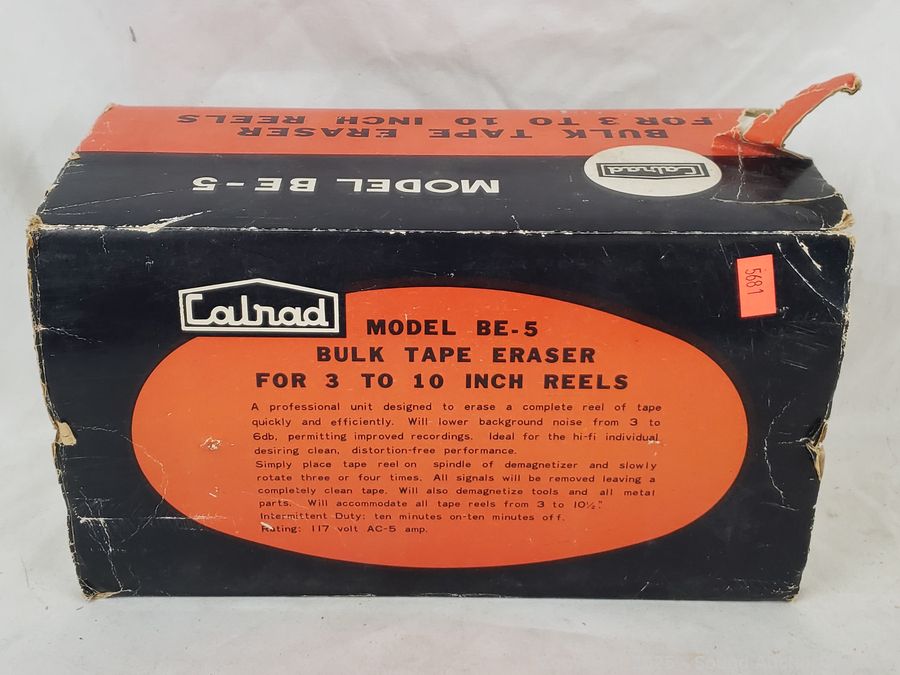 BULK TAPE ERASER
FOR 3 TO 10 INCH REELS
MODEL BE-5
Calrad
5681
Calrad
MODEL BE-5
BULK TAPE ERASER
FOR 3 TO 10 INCH REELS
A professional unit designed to erase a complete reel of tape
quickly and efficiently. Will lower background noise from 3 to
6db, permitting improved recordings. Ideal for the hi-fi individual
desiring clean, distortion-free performance.
Simply place tape reel on spindle of demagnetizer and slowly
rotate three or four times. All signals will be removed leaving a
completely clean tape. Will also demagnetize tools and all metal
parts. Will accommodate all tape reels from 3 to 10½".
Intermittent Duty: ten minutes on-ten minutes off.
Rating: 117 volt AC-5 amp.